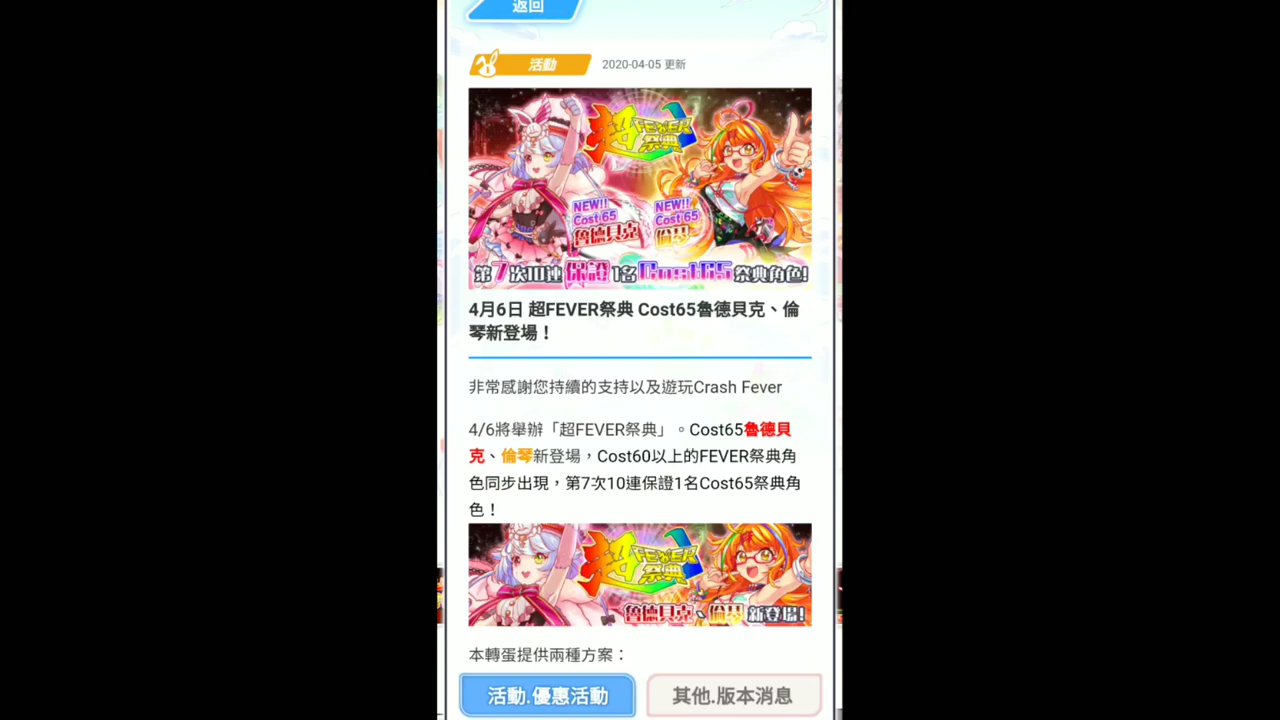 返回
活動
2020-04-05 更新
超FEVER祭典
NEW!!
Cost 65
魯德貝克
NEW!!
Cost 65
倫琴
第7次10連保證1名Cost65祭典角色!
4月6日 超FEVER祭典 Cost65魯德貝克、倫
琴新登場！
非常感謝您持續的支持以及遊玩Crash Fever
4/6將舉辦「超FEVER祭典」。Cost65魯德貝
克、倫琴新登場，Cost60以上的FEVER祭典角
色同步出現，第7次10連保證1名Cost65祭典角
色！
超FEVER祭典
魯德貝克、倫琴 新登場!
本轉蛋提供兩種方案：
活動.優惠活動
其他.版本消息